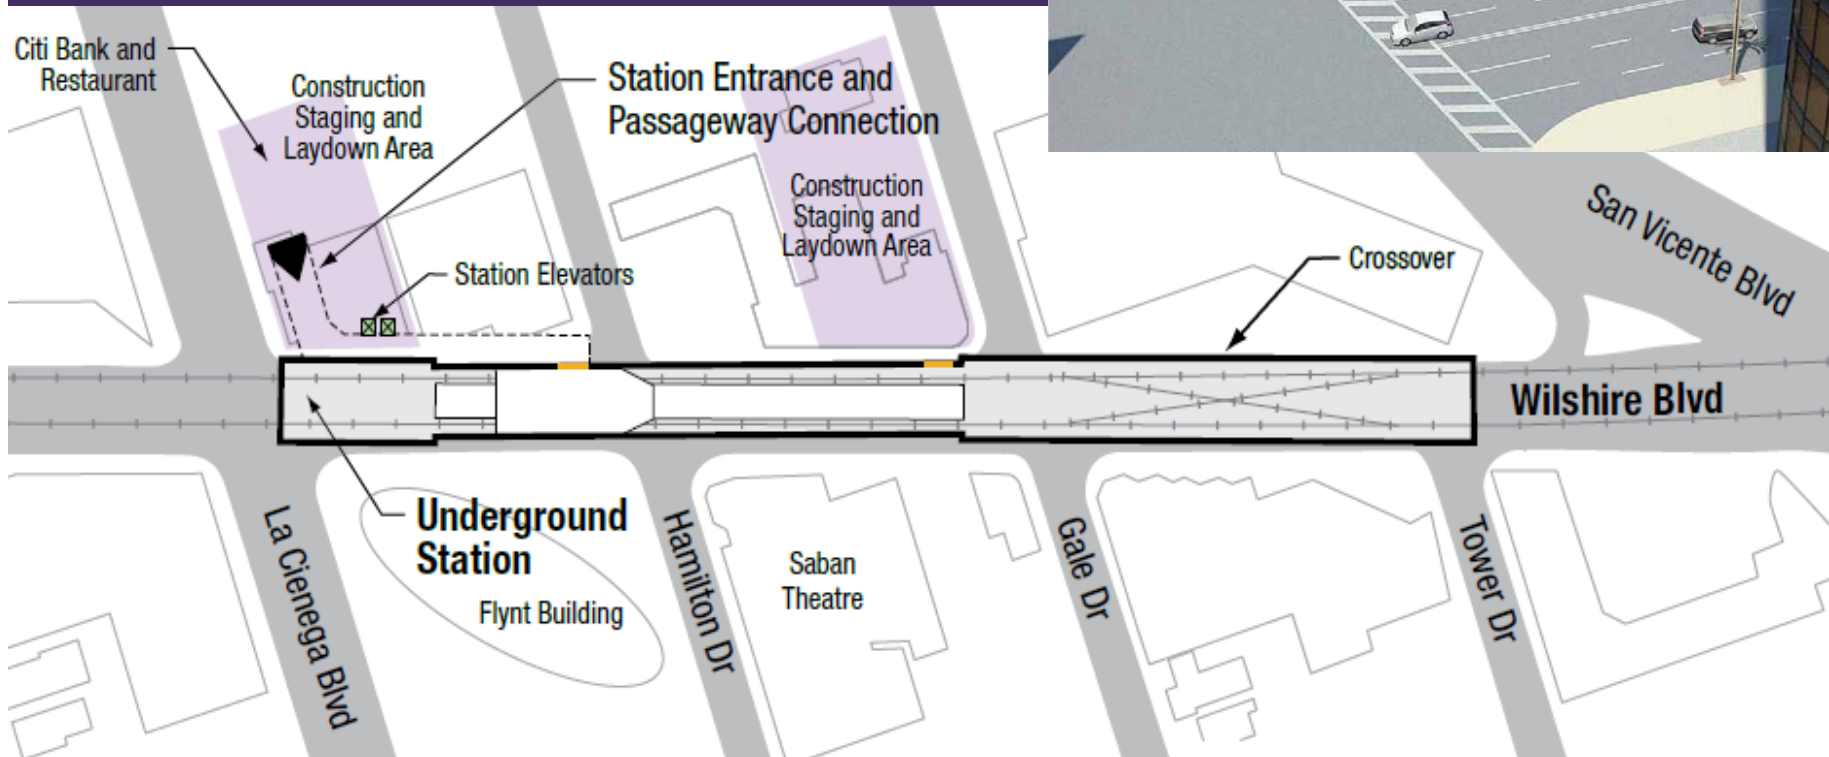 Citi Bank and
Restaurant
Construction
Staging and
Laydown Area
Station Entrance and
Passageway Connection
Construction
Staging and
Laydown Area
Station Elevators
Crossover
San Vicente Blvd
Wilshire Blvd
Underground
Station
Flynt Building
La Cienega Blvd
Hamilton Dr
Saban
Theatre
Gale Dr
Tower Dr